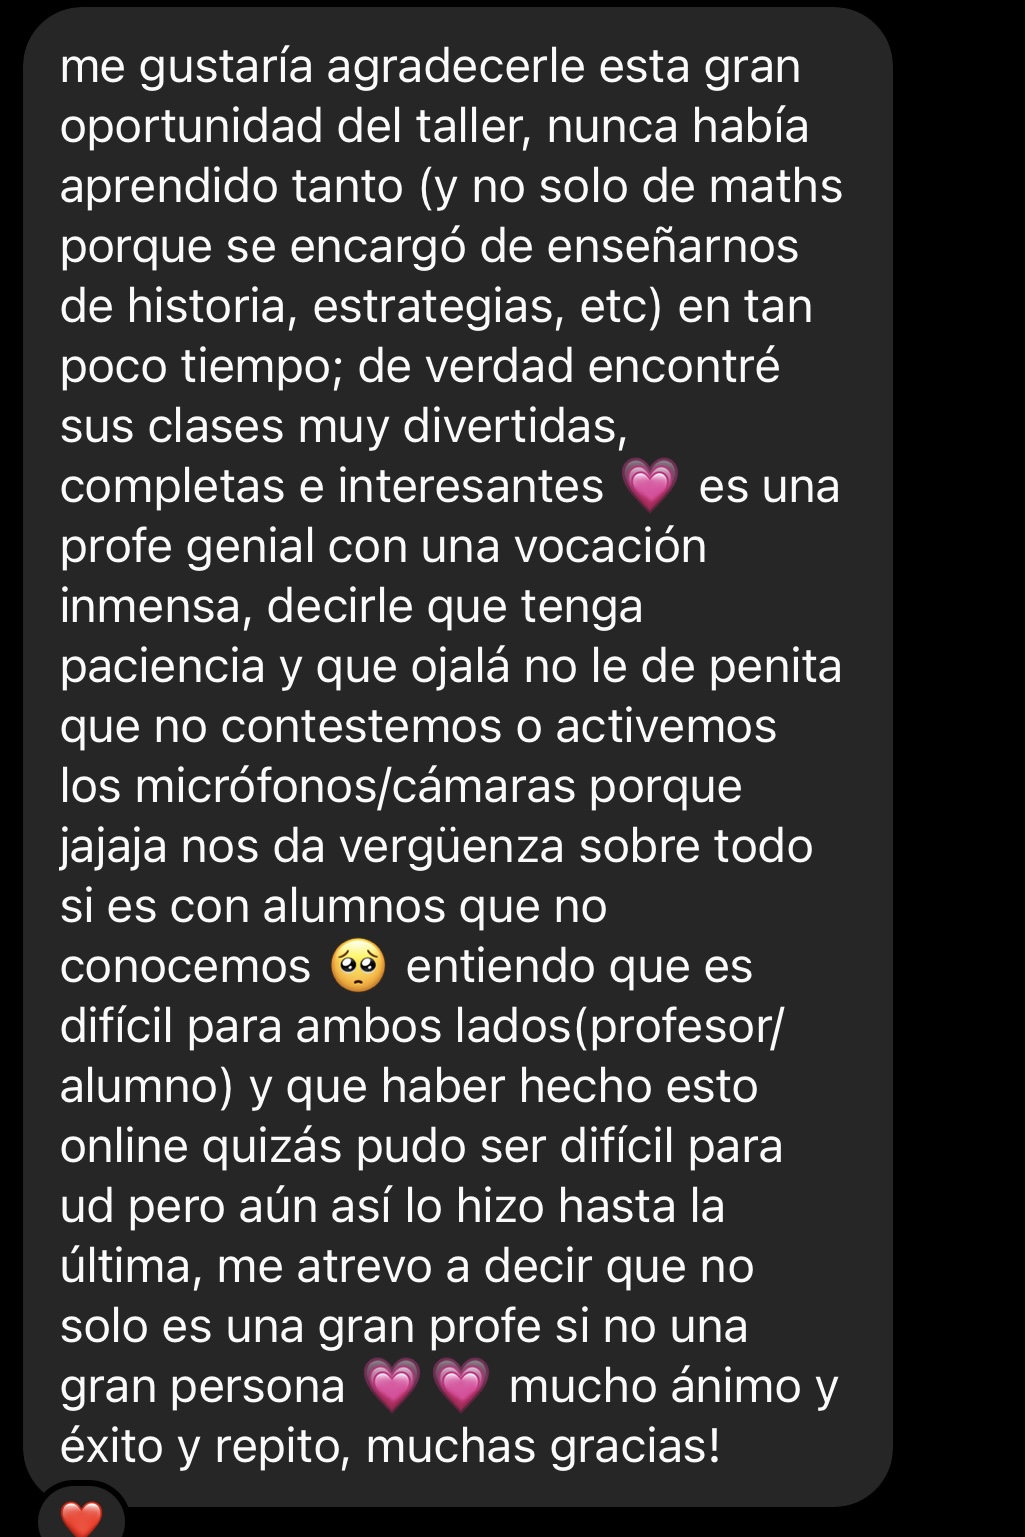 me gustaría agradecerle esta gran
oportunidad del taller, nunca había
aprendido tanto (y no solo de maths
porque se encargó de enseñarnos
de historia, estrategias, etc) en tan
poco tiempo; de verdad encontré
sus clases muy divertidas,
completas e interesantes 💗 es una
profe genial con una vocación
inmensa, decirle que tenga
paciencia y que ojalá no le de penita
que no contestemos o activemos
los micrófonos/cámaras porque
jajaja nos da vergüenza sobre todo
si es con alumnos que no
conocemos 🥺 entiendo que es
difícil para ambos lados(profesor/
alumno) y que haber hecho esto
online quizás pudo ser difícil para
ud pero aún así lo hizo hasta la
última, me atrevo a decir que no
solo es una gran profe si no una
gran persona 💗💗 mucho ánimo y
éxito y repito, muchas gracias!
❤️